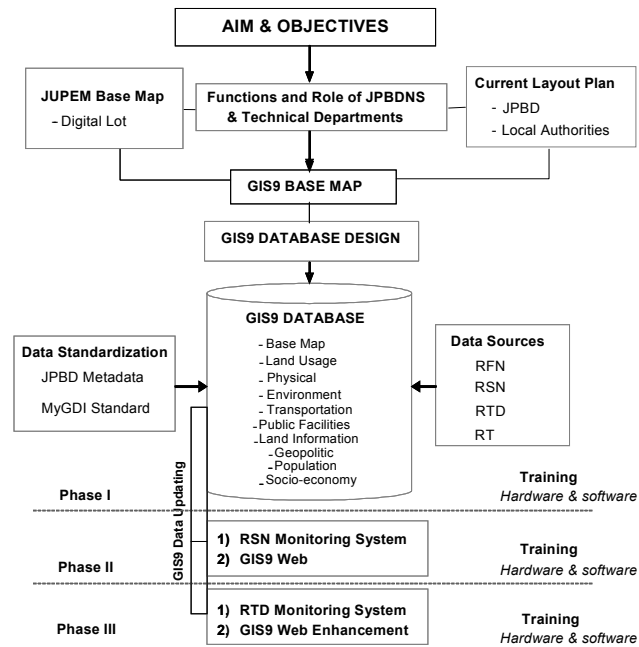 AIM & OBJECTIVES
JUPEM Base Map
- Digital Lot
Functions and Role of JPBDNS
& Technical Departments
Current Layout Plan
- JPBD
- Local Authorities
GIS9 BASE MAP
GIS9 DATABASE DESIGN
GIS9 DATABASE
- Base Map
- Land Usage
- Physical
- Environment
- Transportation
- Public Facilities
- Land Information
- Geopolitic
- Population
- Socio-economy
Data Standardization
JPBD Metadata
MyGDI Standard
Data Sources
RFN
RSN
RTD
RT
GIS9 Data Updating
Phase I
Training
Hardware & software
1) RSN Monitoring System
2) GIS9 Web
Phase II
Training
Hardware & software
1) RTD Monitoring System
2) GIS9 Web Enhancement
Phase III
Training
Hardware & software